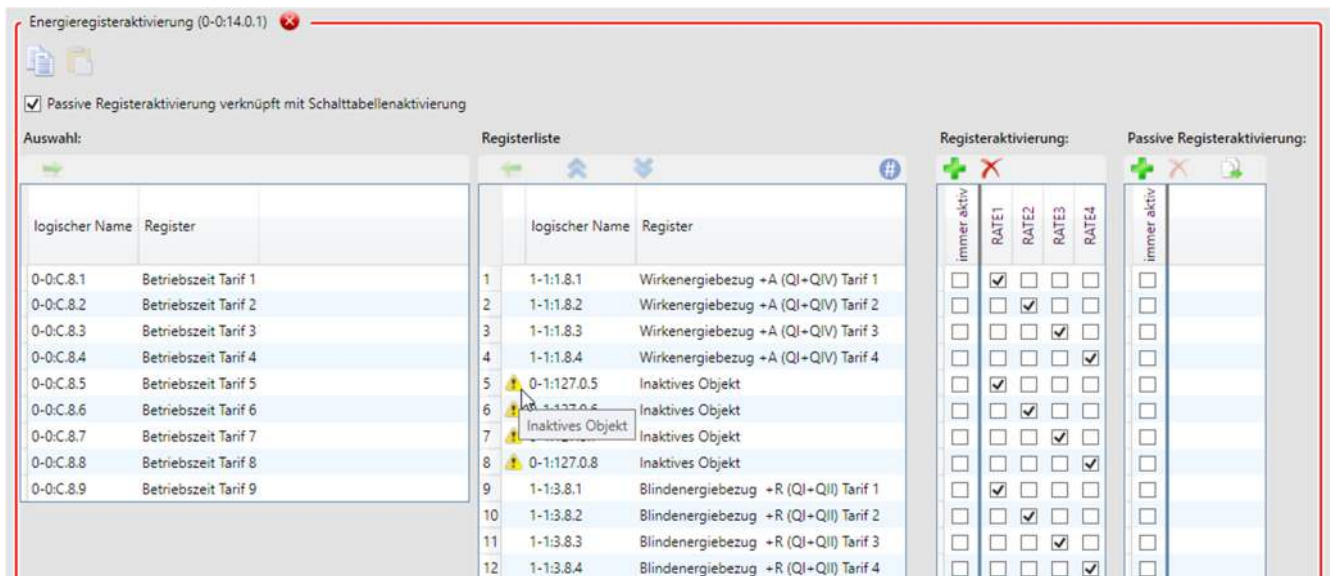 Energieregisteraktivierung (0-0:14.0.1)
Passive Registeraktivierung verknüpft mit Schalttabellenaktivierung
Auswahl: Registerliste Registeraktivierung: Passive Registeraktivierung:
#
logischer Name Register logischer Name Register immer aktiv RATE1 RATE2 RATE3 RATE4 immer aktiv
0-0:C.8.1 Betriebszeit Tarif 1 1 1-1:1.8.1 Wirkenergiebezug +A (QI+QIV) Tarif 1
0-0:C.8.2 Betriebszeit Tarif 2 2 1-1:1.8.2 Wirkenergiebezug +A (QI+QIV) Tarif 2
0-0:C.8.3 Betriebszeit Tarif 3 3 1-1:1.8.3 Wirkenergiebezug +A (QI+QIV) Tarif 3
0-0:C.8.4 Betriebszeit Tarif 4 4 1-1:1.8.4 Wirkenergiebezug +A (QI+QIV) Tarif 4
0-0:C.8.5 Betriebszeit Tarif 5 5 0-1:127.0.5 Inaktives Objekt
0-0:C.8.6 Betriebszeit Tarif 6 6 Inaktives Objekt
Inaktives Objekt
0-0:C.8.7 Betriebszeit Tarif 7 7 Inaktives Objekt
0-0:C.8.8 Betriebszeit Tarif 8 8 0-1:127.0.8 Inaktives Objekt
0-0:C.8.9 Betriebszeit Tarif 9 9 1-1:3.8.1 Blindenergiebezug +R (QI+QII) Tarif 1
10 1-1:3.8.2 Blindenergiebezug +R (QI+QII) Tarif 2
11 1-1:3.8.3 Blindenergiebezug +R (QI+QII) Tarif 3
12 1-1:3.8.4 Blindenergiebezug +R (QI+QII) Tarif 4